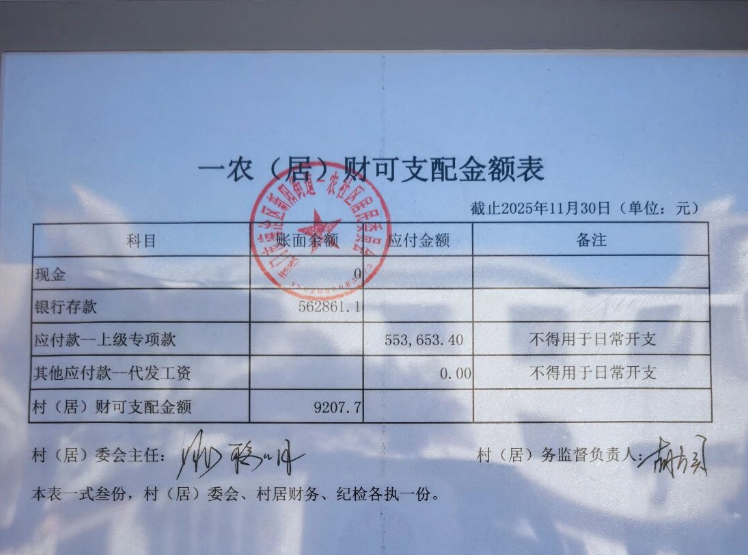 一农（居）财可支配金额表
截止2025年11月30日（单位：元）
科目 账面余额 应付金额 备注
现金 0
银行存款 562861.1
应付款--上级专项款 553,653.40 不得用于日常开支
其他应付款--代发工资 0.00 不得用于日常开支
村（居）财可支配金额 9207.7
村（居）委会主任： 村（居）务监督负责人：
本表一式叁份，村（居）委会、村居财务、纪检各执一份。